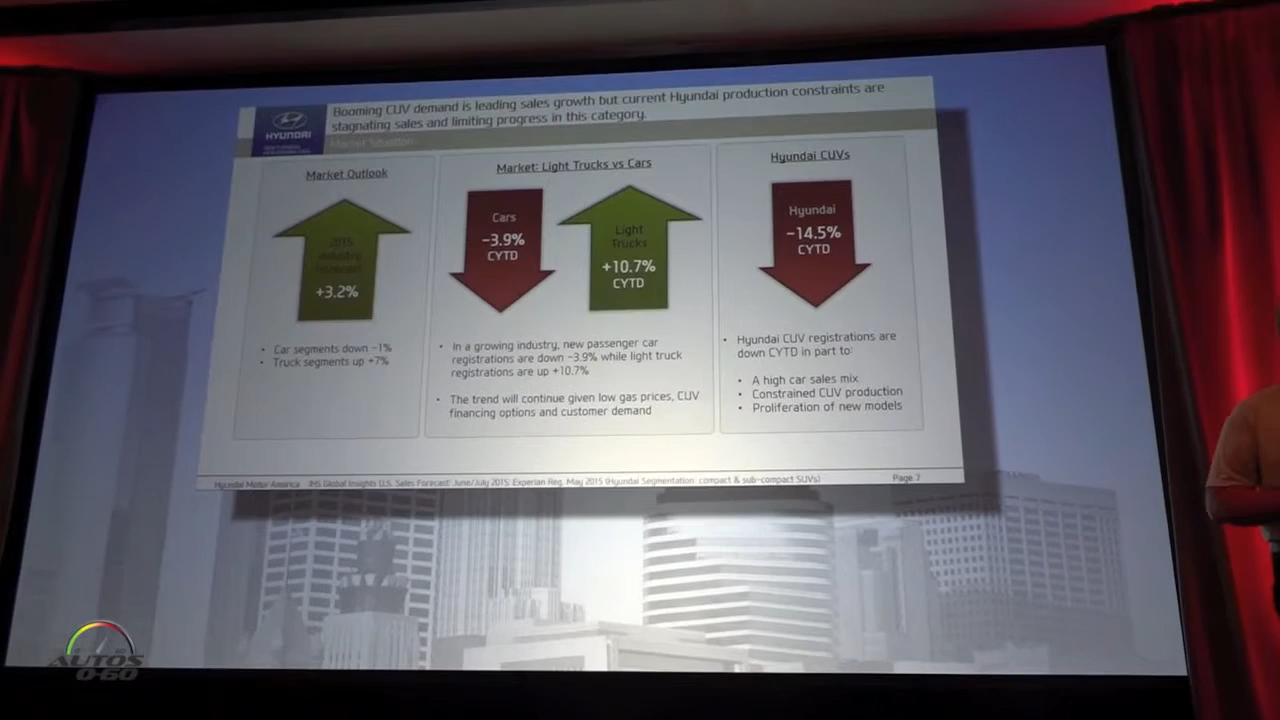 Booming CUV demand is leading sales growth but current Hyundai production constraints are
stagnating sales and limiting progress in this category.
HYUNDAI
Market Situation
Market Outlook
2015
Industry
Forecast
+3.2%
• Car segments down -1%
• Truck segments up +7%
Market: Light Trucks vs Cars
Cars
-3.9%
CYTD
Light
Trucks
+10.7%
CYTD
• In a growing industry, new passenger car
registrations are down -3.9% while light truck
registrations are up +10.7%
• The trend will continue given low gas prices, CUV
financing options and customer demand
Hyundai CUVs
Hyundai
-14.5%
CYTD
• Hyundai CUV registrations are
down CYTD in part to:
• A high car sales mix
• Constrained CUV production
• Proliferation of new models
Hyundai Motor America IHS Global Insights U.S. Sales Forecast June/July 2015; Experian Reg. May 2015 (Hyundai Segmentation compact & sub-compact SUVs) Page 7
AUTOS
0-60